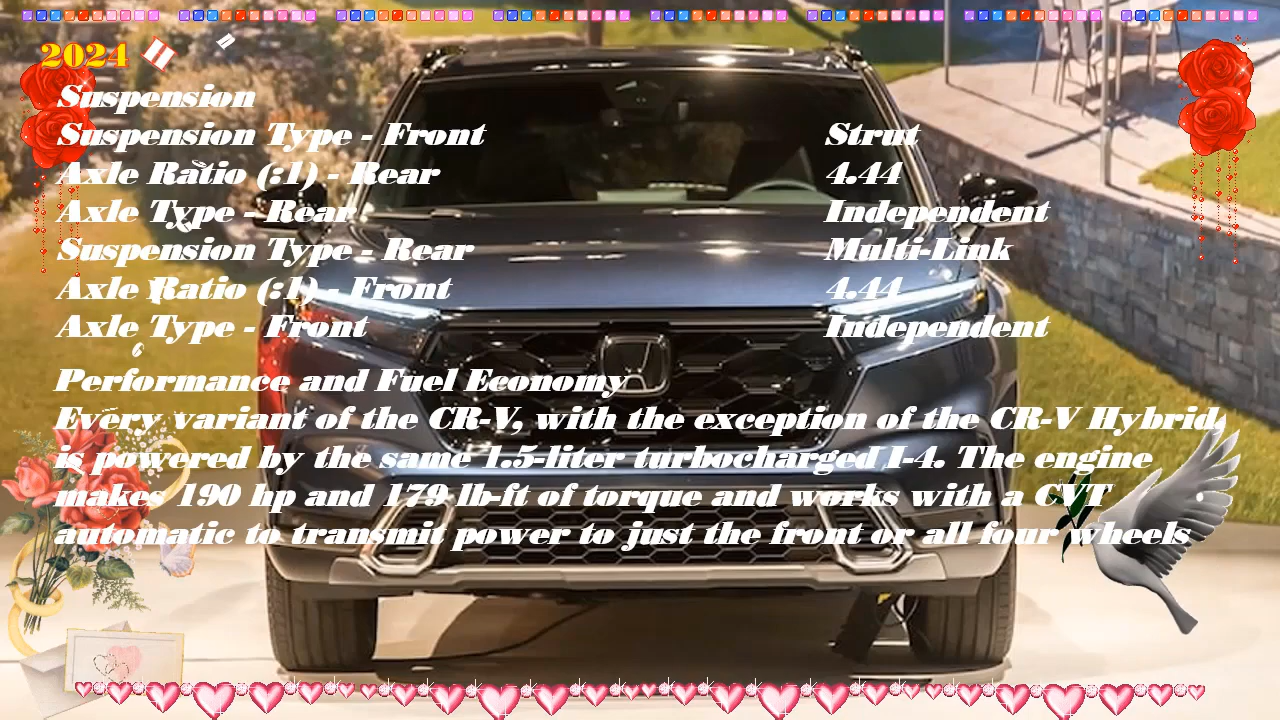 2024
Suspension
Suspension Type - Front Strut
Axle Ratio (:1) - Rear 4.44
Axle Type - Rear Independent
Suspension Type - Rear Multi-Link
Axle Ratio (:1) - Front 4.44
Axle Type - Front Independent
Performance and Fuel Economy
Every variant of the CR-V, with the exception of the CR-V Hybrid,
is powered by the same 1.5-liter turbocharged I-4. The engine
makes 190 hp and 179 lb-ft of torque and works with a CVT
automatic to transmit power to just the front or all four wheels